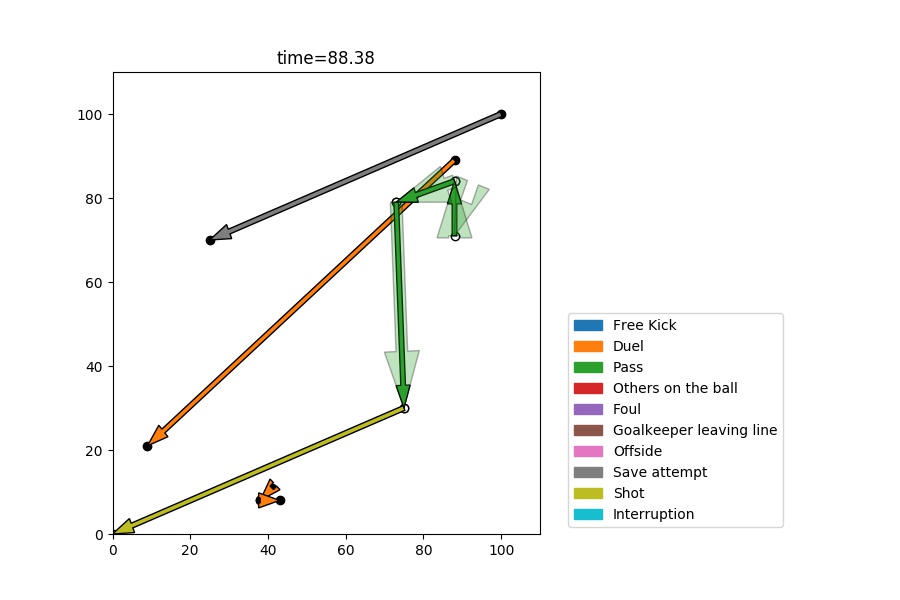 time=88.38
100
80
60
40
20
0
0
20
40
60
80
100
Free Kick
Duel
Pass
Others on the ball
Foul
Goalkeeper leaving line
Offside
Save attempt
Shot
Interruption